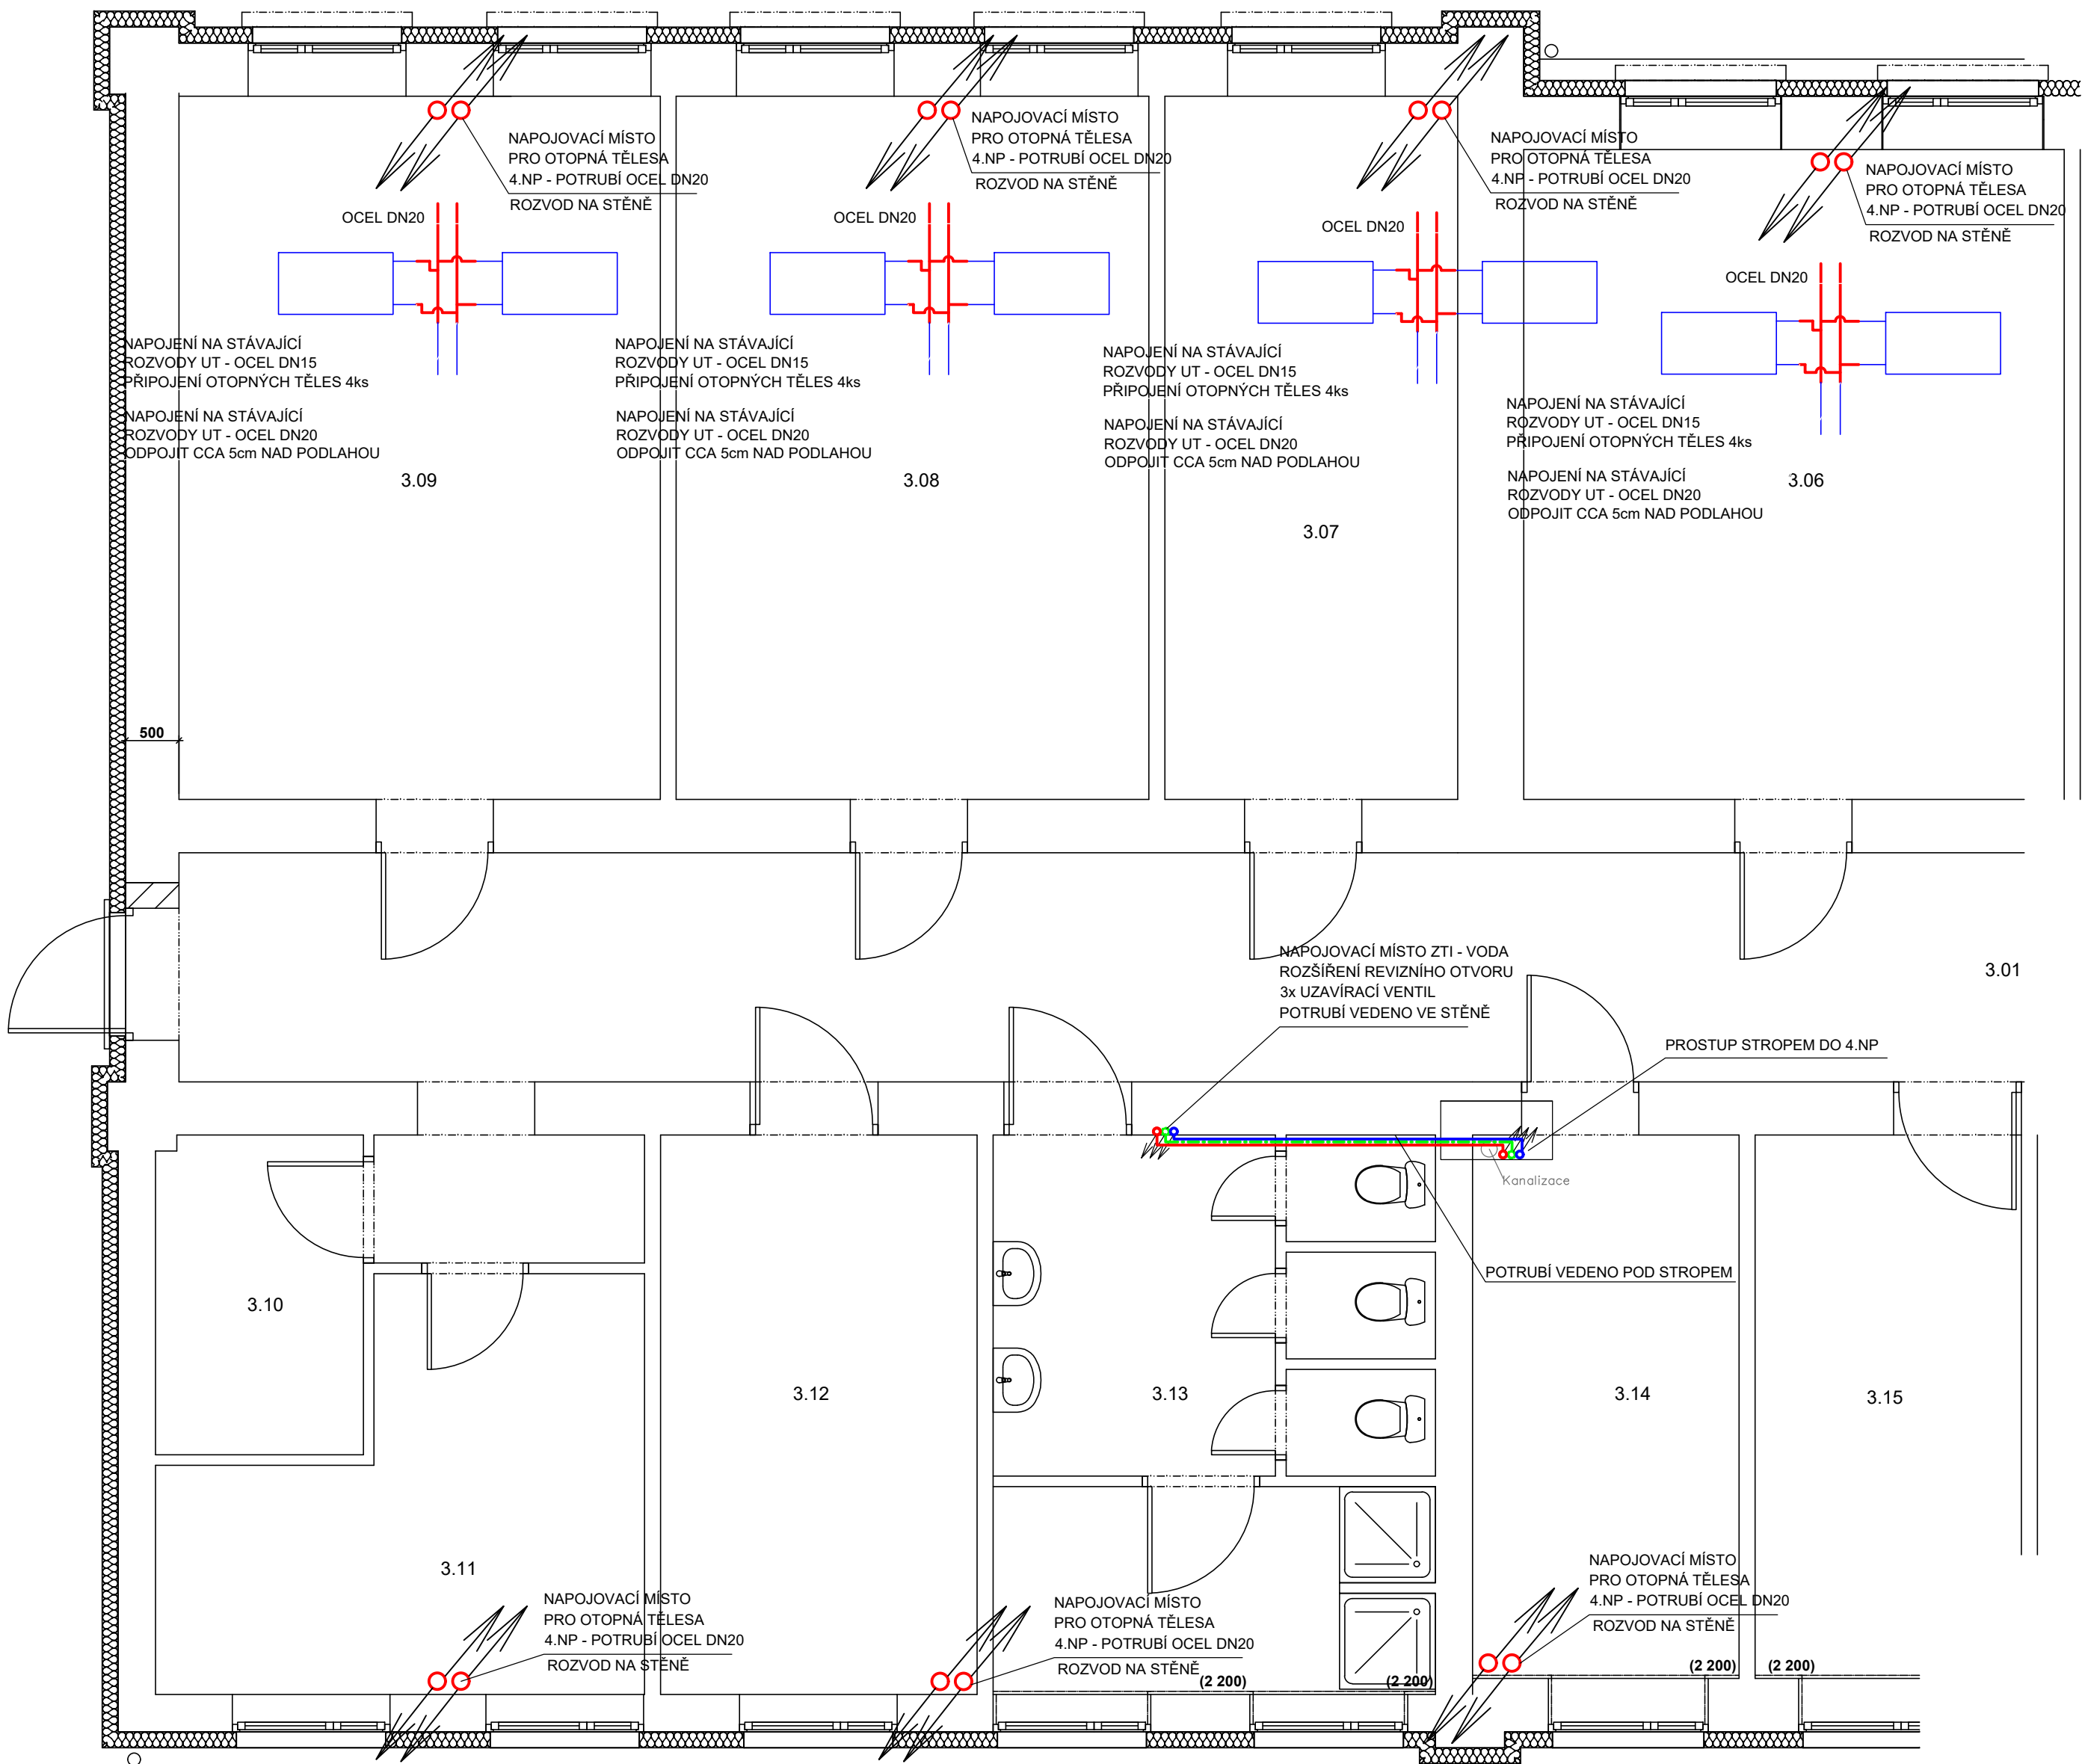 NAPOJOVACÍ MÍSTO
PRO OTOPNÁ TĚLESA
4.NP - POTRUBÍ OCEL DN20
ROZVOD NA STĚNĚ
NAPOJOVACÍ MÍSTO
PRO OTOPNÁ TĚLESA
4.NP - POTRUBÍ OCEL DN20
ROZVOD NA STĚNĚ
NAPOJOVACÍ MÍSTO
PRO OTOPNÁ TĚLESA
4.NP - POTRUBÍ OCEL DN20
ROZVOD NA STĚNĚ
NAPOJOVACÍ MÍSTO
PRO OTOPNÁ TĚLESA
4.NP - POTRUBÍ OCEL DN20
ROZVOD NA STĚNĚ
OCEL DN20
OCEL DN20
OCEL DN20
OCEL DN20
NAPOJENÍ NA STÁVAJÍCÍ
ROZVODY UT - OCEL DN15
PŘIPOJENÍ OTOPNÝCH TĚLES 4ks
NAPOJENÍ NA STÁVAJÍCÍ
ROZVODY UT - OCEL DN20
ODPOJIT CCA 5cm NAD PODLAHOU
3.09
NAPOJENÍ NA STÁVAJÍCÍ
ROZVODY UT - OCEL DN15
PŘIPOJENÍ OTOPNÝCH TĚLES 4ks
NAPOJENÍ NA STÁVAJÍCÍ
ROZVODY UT - OCEL DN20
ODPOJIT CCA 5cm NAD PODLAHOU
3.08
NAPOJENÍ NA STÁVAJÍCÍ
ROZVODY UT - OCEL DN15
PŘIPOJENÍ OTOPNÝCH TĚLES 4ks
NAPOJENÍ NA STÁVAJÍCÍ
ROZVODY UT - OCEL DN20
ODPOJIT CCA 5cm NAD PODLAHOU
3.07
NAPOJENÍ NA STÁVAJÍCÍ
ROZVODY UT - OCEL DN15
PŘIPOJENÍ OTOPNÝCH TĚLES 4ks
NAPOJENÍ NA STÁVAJÍCÍ
ROZVODY UT - OCEL DN20
ODPOJIT CCA 5cm NAD PODLAHOU
3.06
500
NAPOJOVACÍ MÍSTO ZTI - VODA
ROZŠÍŘENÍ REVIZNÍHO OTVORU
3x UZAVÍRACÍ VENTIL
POTRUBÍ VEDENO VE STĚNĚ
3.01
PROSTUP STROPEM DO 4.NP
Kanalizace
POTRUBÍ VEDENO POD STROPEM
3.10
3.12
3.13
3.14
3.15
3.11
NAPOJOVACÍ MÍSTO
PRO OTOPNÁ TĚLESA
4.NP - POTRUBÍ OCEL DN20
ROZVOD NA STĚNĚ
NAPOJOVACÍ MÍSTO
PRO OTOPNÁ TĚLESA
4.NP - POTRUBÍ OCEL DN20
ROZVOD NA STĚNĚ
NAPOJOVACÍ MÍSTO
PRO OTOPNÁ TĚLESA
4.NP - POTRUBÍ OCEL DN20
ROZVOD NA STĚNĚ
(2 200)
(2 200)
(2 200)
(2 200)